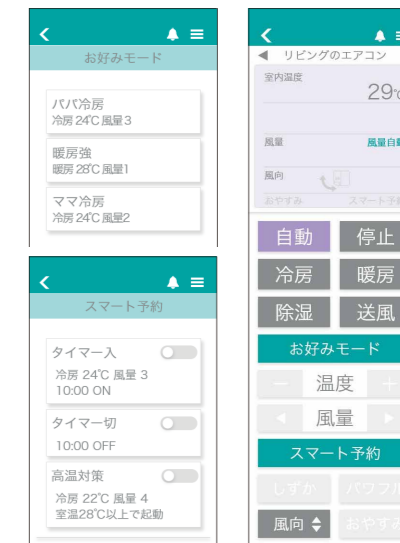 お好みモード
パパ冷房
冷房 24℃ 風量3
暖房強
暖房 28℃ 風量1
ママ冷房
冷房 24℃ 風量2
スマート予約
タイマー入
冷房 24℃ 風量 3
10:00 ON
タイマー切
10:00 OFF
高温対策
冷房 22℃ 風量 4
室温28℃以上で起動
◀ リビングのエアコン
室内温度
29℃
風量 風量自動
風向
おやすみ スマート予約
自動 停止
冷房 暖房
除湿 送風
お好みモード
− 温度 +
◀ 風量 ▶
スマート予約
しずか パワフル
風向 おやすみ